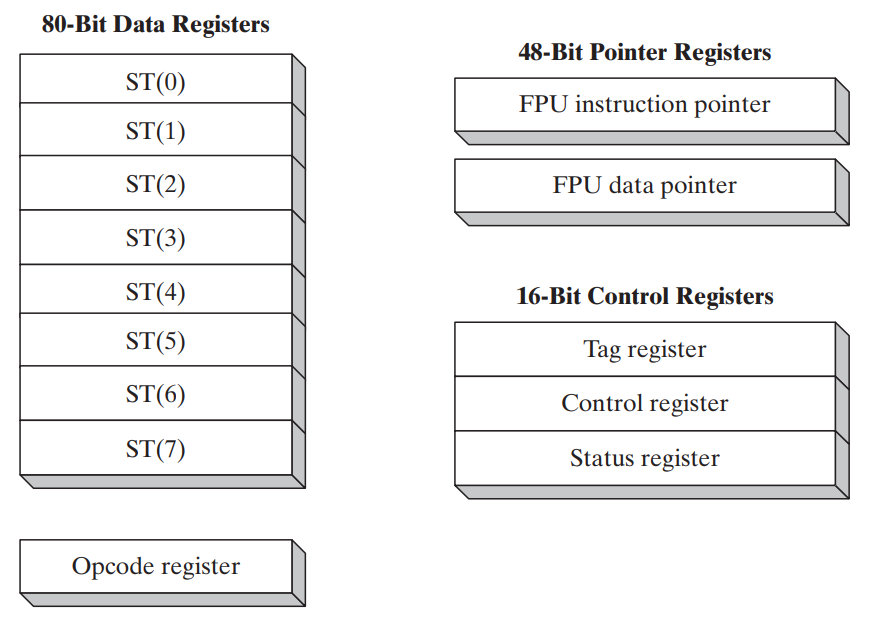 80-Bit Data Registers
ST(0)
ST(1)
ST(2)
ST(3)
ST(4)
ST(5)
ST(6)
ST(7)
Opcode register
48-Bit Pointer Registers
FPU instruction pointer
FPU data pointer
16-Bit Control Registers
Tag register
Control register
Status register